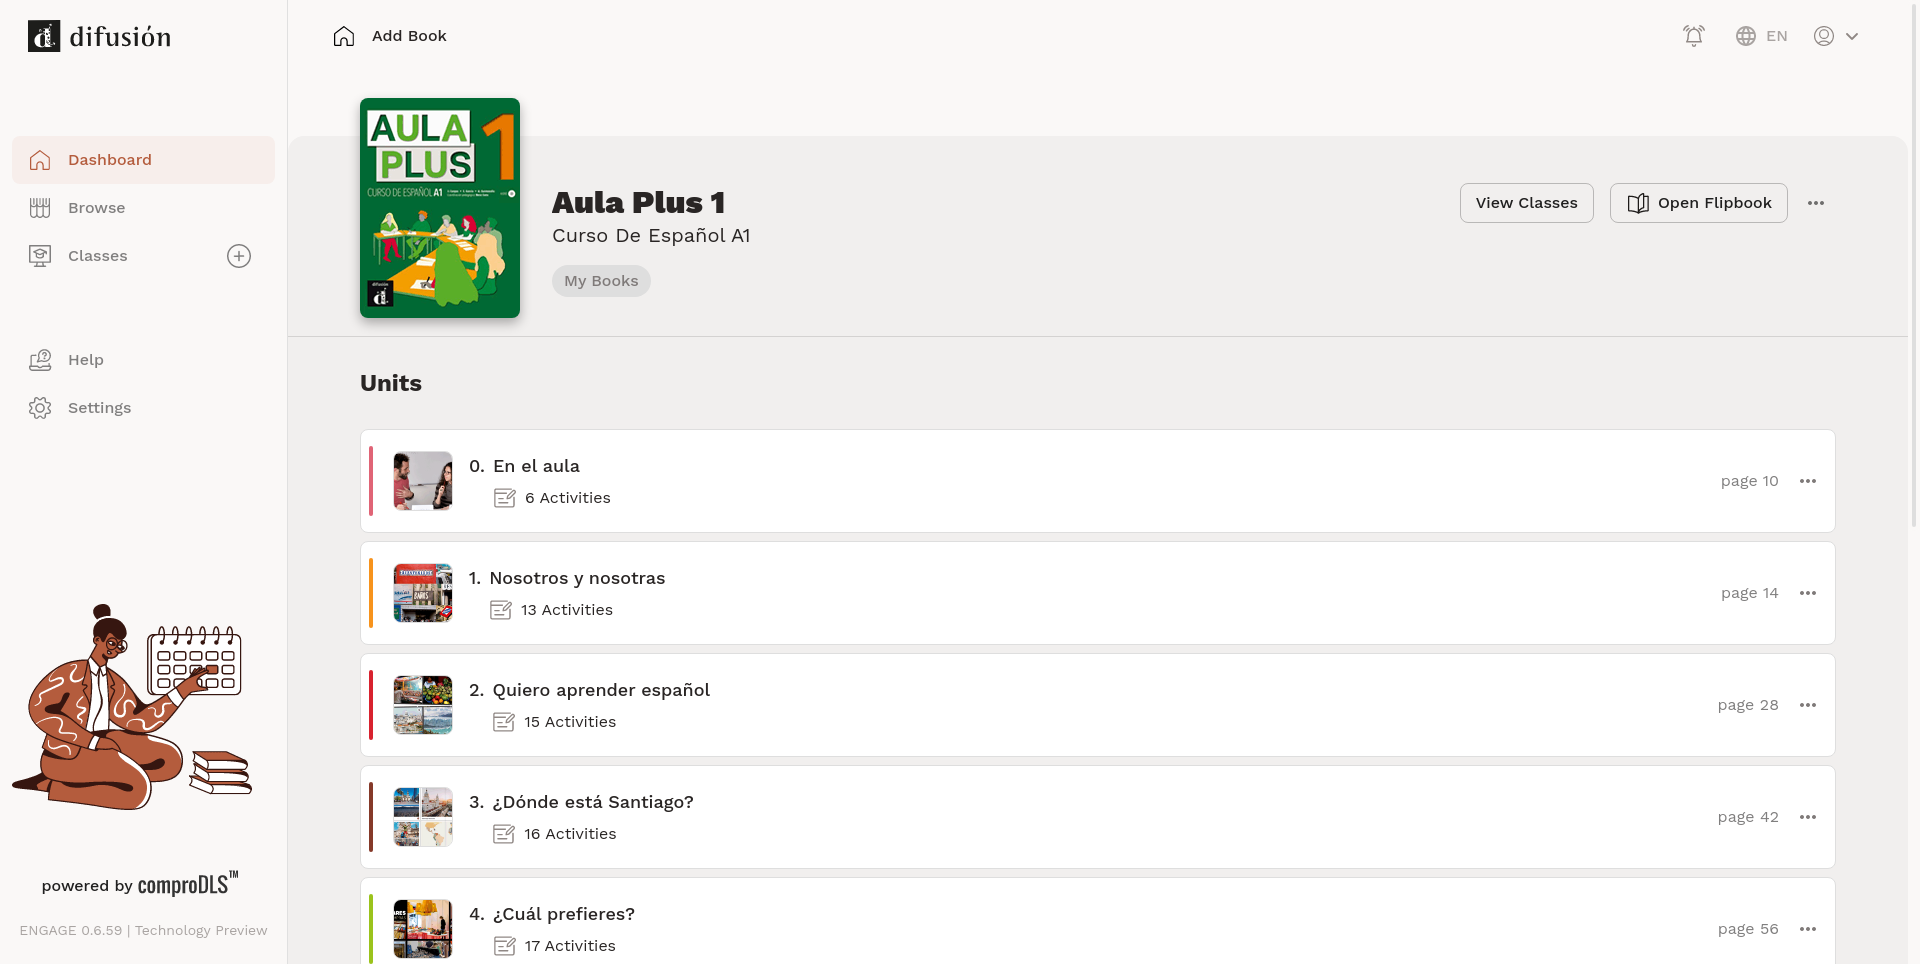 difusión
Add Book
EN
Dashboard
Browse
Classes
Help
Settings
powered by comproDLS™
ENGAGE 0.6.59 | Technology Preview
AULA
PLUS
1
CURSO DE ESPAÑOL A1
difusión
Aula Plus 1
Curso De Español A1
My Books
View Classes
Open Flipbook
Units
0. En el aula
6 Activities
page 10
1. Nosotros y nosotras
13 Activities
page 14
2. Quiero aprender español
15 Activities
page 28
3. ¿Dónde está Santiago?
16 Activities
page 42
4. ¿Cuál prefieres?
17 Activities
page 56